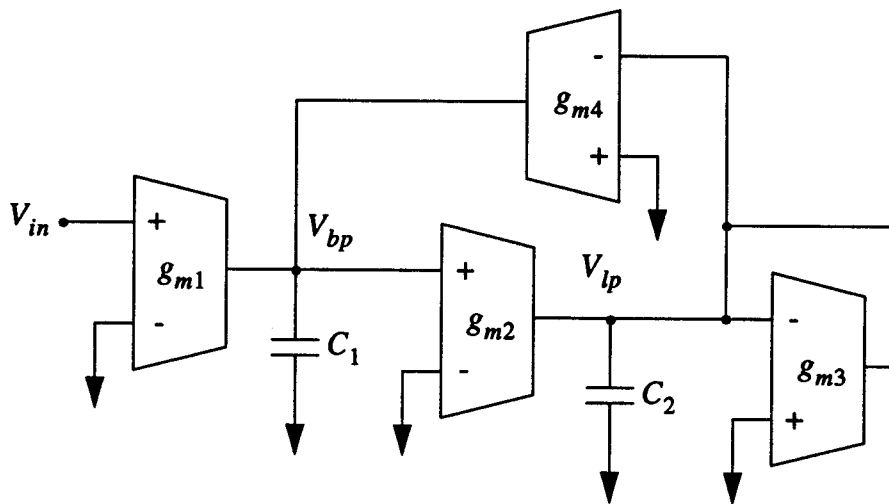 -
g_m4
+
V_in
+
g_m1
-
V_bp
C_1
+
g_m2
-
V_lp
C_2
-
g_m3
+